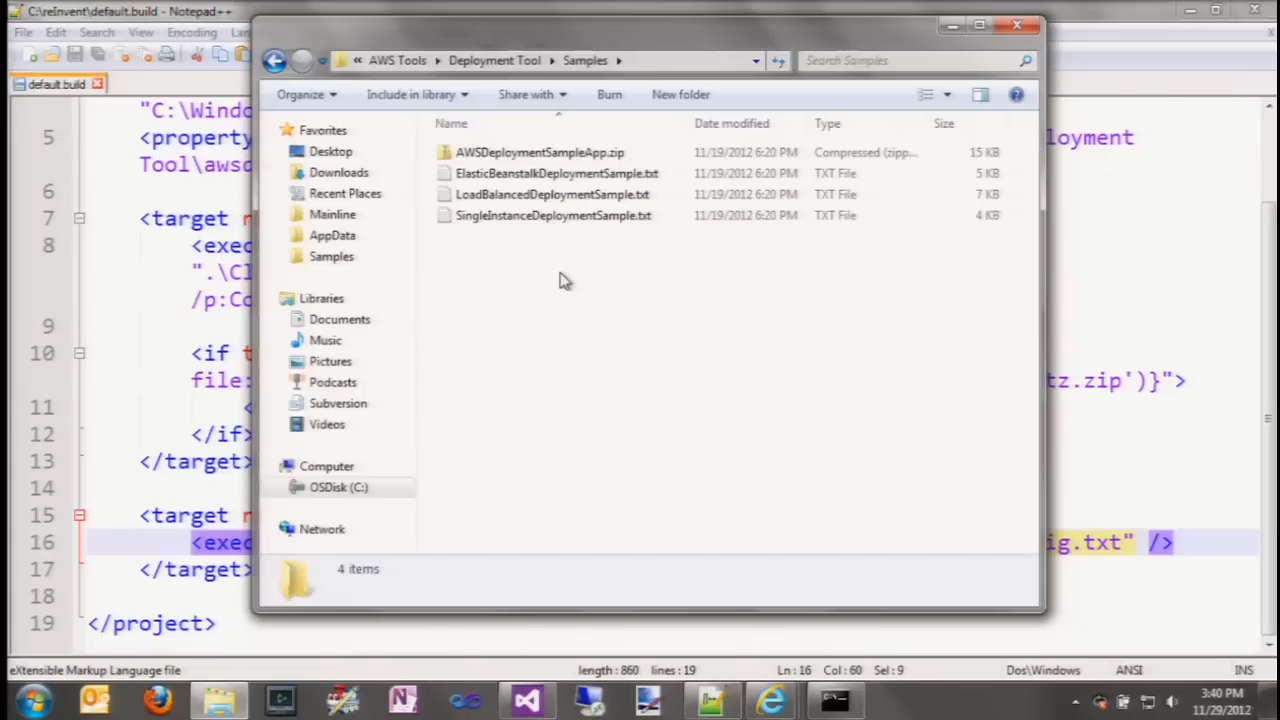 C:\reInvent\default.build - Notepad++
File Edit Search View Encoding Lan
default.build
« AWS Tools Deployment Tool Samples
Search Samples
Organize Include in library Share with Burn New folder
Name Date modified Type Size
AWSDeploymentSampleApp.zip 11/19/2012 6:20 PM Compressed (zipp... 15 KB
ElasticBeanstalkDeploymentSample.txt 11/19/2012 6:20 PM TXT File 5 KB
LoadBalancedDeploymentSample.txt 11/19/2012 6:20 PM TXT File 7 KB
SingleInstanceDeploymentSample.txt 11/19/2012 6:20 PM TXT File 4 KB
Favorites
Desktop
Downloads
Recent Places
Mainline
AppData
Samples
Libraries
Documents
Music
Pictures
Podcasts
Subversion
Videos
Computer
OSDisk (C:)
Network
4 items
"C:\Windo
5 <property loyment
Tool\awsd
6
7 <target n
8 <exec
".\Cl
/p:Co
9
10 <if t
file: tz.zip')}">
11 <
12 </if>
13 </target>
14
15 <target n
16 <exec ig.txt" />
17 </target>
18
19 </project>
eXtensible Markup Language file length : 860 lines : 19 Ln : 16 Col : 60 Sel : 9 Dos\Windows ANSI INS
3:40 PM
11/29/2012